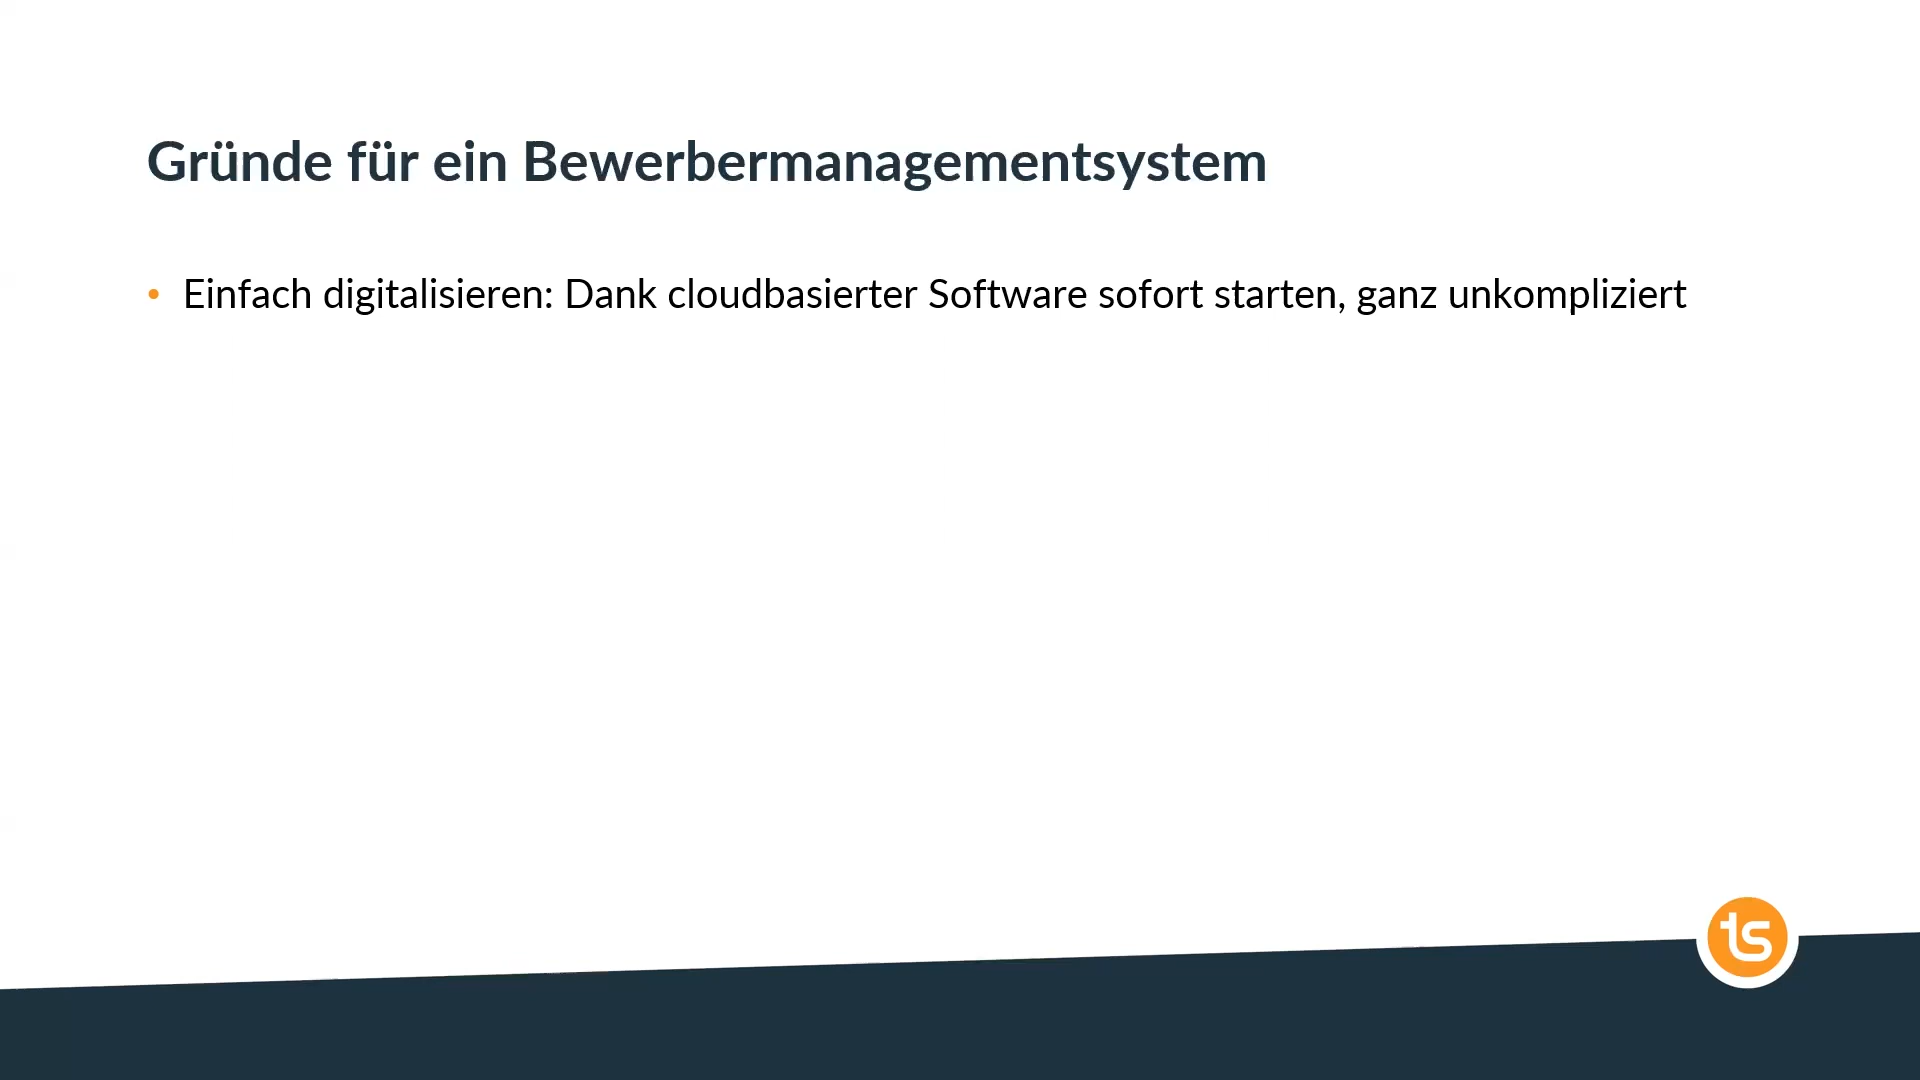 Gründe für ein Bewerbermanagementsystem
• Einfach digitalisieren: Dank cloudbasierter Software sofort starten, ganz unkompliziert
ts